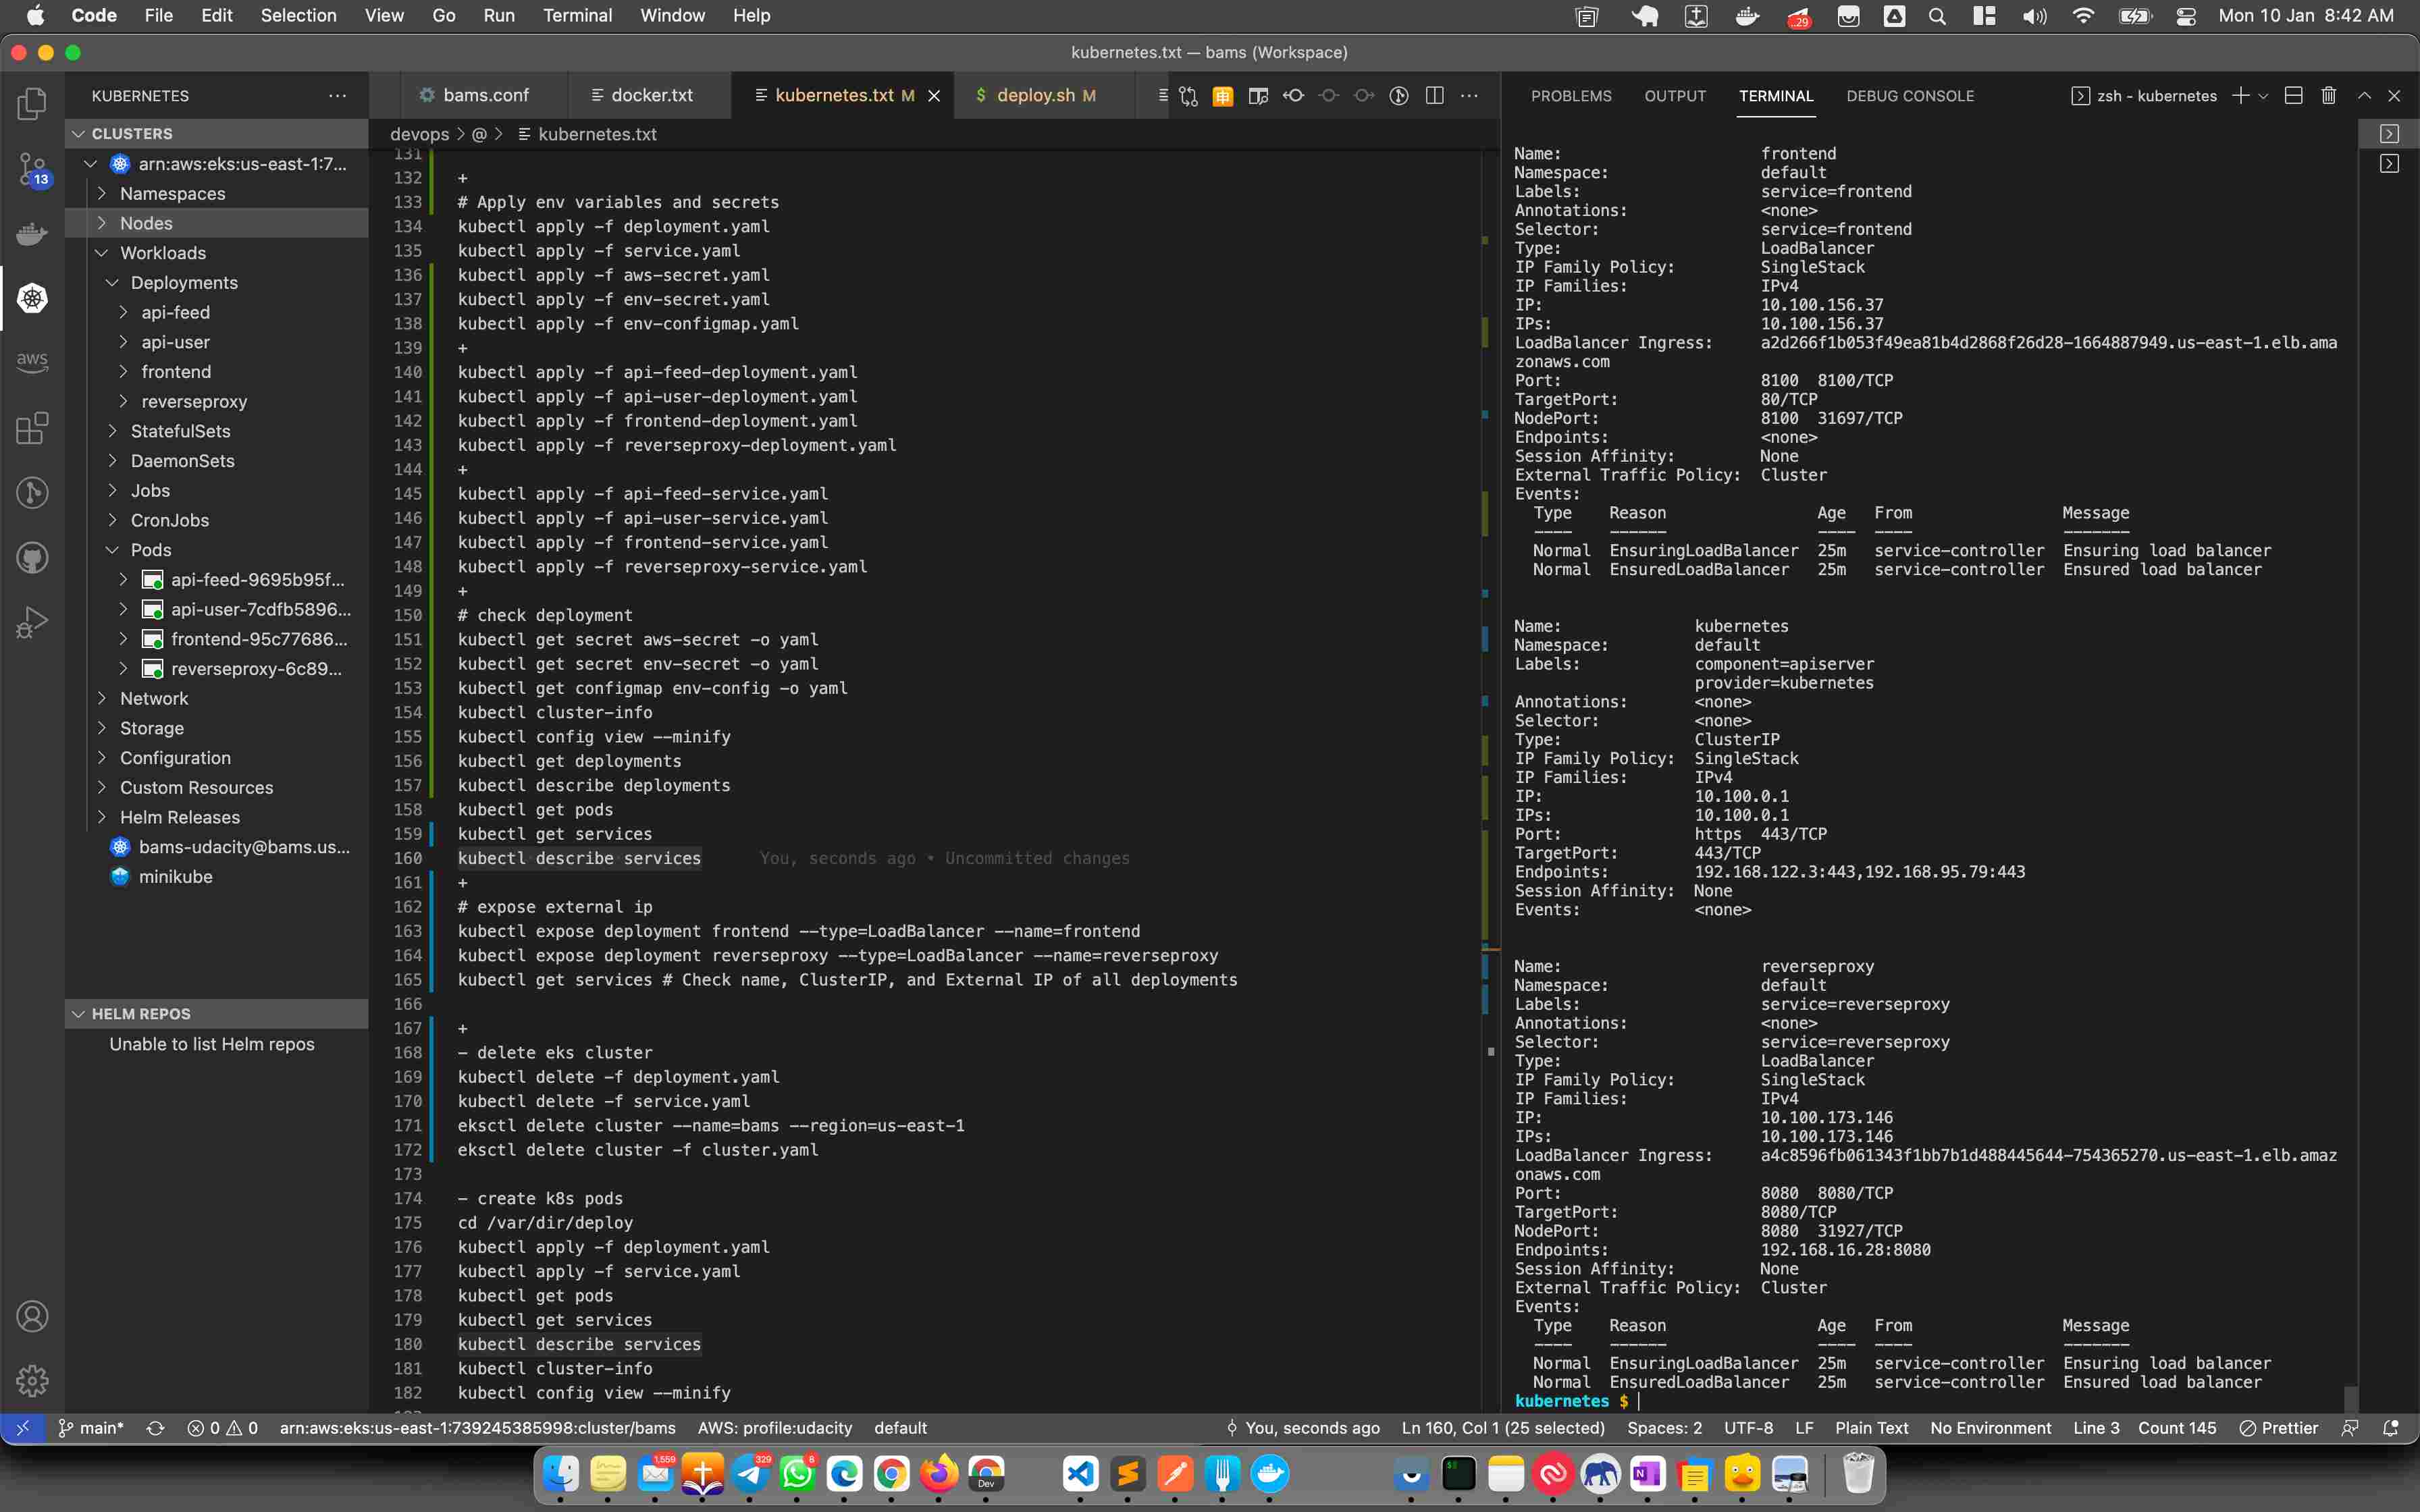 Code File Edit Selection View Go Run Terminal Window Help
29
Mon 10 Jan 8:42 AM
kubernetes.txt — bams (Workspace)
KUBERNETES
CLUSTERS
arn:aws:eks:us-east-1:7...
Namespaces
Nodes
Workloads
Deployments
api-feed
api-user
frontend
reverseproxy
StatefulSets
DaemonSets
Jobs
CronJobs
Pods
api-feed-9695b95f...
api-user-7cdfb5896...
frontend-95c77686...
reverseproxy-6c89...
Network
Storage
Configuration
Custom Resources
Helm Releases
bams-udacity@bams.us...
minikube
HELM REPOS
Unable to list Helm repos
13
aws
bams.conf docker.txt kubernetes.txt M $ deploy.sh M
devops > @ > kubernetes.txt
131
132 +
133 # Apply env variables and secrets
134 kubectl apply -f deployment.yaml
135 kubectl apply -f service.yaml
136 kubectl apply -f aws-secret.yaml
137 kubectl apply -f env-secret.yaml
138 kubectl apply -f env-configmap.yaml
139 +
140 kubectl apply -f api-feed-deployment.yaml
141 kubectl apply -f api-user-deployment.yaml
142 kubectl apply -f frontend-deployment.yaml
143 kubectl apply -f reverseproxy-deployment.yaml
144 +
145 kubectl apply -f api-feed-service.yaml
146 kubectl apply -f api-user-service.yaml
147 kubectl apply -f frontend-service.yaml
148 kubectl apply -f reverseproxy-service.yaml
149 +
150 # check deployment
151 kubectl get secret aws-secret -o yaml
152 kubectl get secret env-secret -o yaml
153 kubectl get configmap env-config -o yaml
154 kubectl cluster-info
155 kubectl config view --minify
156 kubectl get deployments
157 kubectl describe deployments
158 kubectl get pods
159 kubectl get services
160 kubectl describe services You, seconds ago • Uncommitted changes
161 +
162 # expose external ip
163 kubectl expose deployment frontend --type=LoadBalancer --name=frontend
164 kubectl expose deployment reverseproxy --type=LoadBalancer --name=reverseproxy
165 kubectl get services # Check name, ClusterIP, and External IP of all deployments
166
167 +
168 - delete eks cluster
169 kubectl delete -f deployment.yaml
170 kubectl delete -f service.yaml
171 eksctl delete cluster --name=bams --region=us-east-1
172 eksctl delete cluster -f cluster.yaml
173
174 - create k8s pods
175 cd /var/dir/deploy
176 kubectl apply -f deployment.yaml
177 kubectl apply -f service.yaml
178 kubectl get pods
179 kubectl get services
180 kubectl describe services
181 kubectl cluster-info
182 kubectl config view --minify
PROBLEMS OUTPUT TERMINAL DEBUG CONSOLE zsh - kubernetes
Name: frontend
Namespace: default
Labels: service=frontend
Annotations: <none>
Selector: service=frontend
Type: LoadBalancer
IP Family Policy: SingleStack
IP Families: IPv4
IP: 10.100.156.37
IPs: 10.100.156.37
LoadBalancer Ingress: a2d266f1b053f49ea81b4d2868f26d28-1664887949.us-east-1.elb.ama
zonaws.com
Port: 8100 8100/TCP
TargetPort: 80/TCP
NodePort: 8100 31697/TCP
Endpoints: <none>
Session Affinity: None
External Traffic Policy: Cluster
Events:
Type Reason Age From Message
---- ------ ---- ---- -------
Normal EnsuringLoadBalancer 25m service-controller Ensuring load balancer
Normal EnsuredLoadBalancer 25m service-controller Ensured load balancer
Name: kubernetes
Namespace: default
Labels: component=apiserver
provider=kubernetes
Annotations: <none>
Selector: <none>
Type: ClusterIP
IP Family Policy: SingleStack
IP Families: IPv4
IP: 10.100.0.1
IPs: 10.100.0.1
Port: https 443/TCP
TargetPort: 443/TCP
Endpoints: 192.168.122.3:443,192.168.95.79:443
Session Affinity: None
Events: <none>
Name: reverseproxy
Namespace: default
Labels: service=reverseproxy
Annotations: <none>
Selector: service=reverseproxy
Type: LoadBalancer
IP Family Policy: SingleStack
IP Families: IPv4
IP: 10.100.173.146
IPs: 10.100.173.146
LoadBalancer Ingress: a4c8596fb061343f1bb7b1d488445644-754365270.us-east-1.elb.amaz
onaws.com
Port: 8080 8080/TCP
TargetPort: 8080/TCP
NodePort: 8080 31927/TCP
Endpoints: 192.168.16.28:8080
Session Affinity: None
External Traffic Policy: Cluster
Events:
Type Reason Age From Message
---- ------ ---- ---- -------
Normal EnsuringLoadBalancer 25m service-controller Ensuring load balancer
Normal EnsuredLoadBalancer 25m service-controller Ensured load balancer
kubernetes $
main* 0 0 arn:aws:eks:us-east-1:739245385998:cluster/bams AWS: profile:udacity default You, seconds ago Ln 160, Col 1 (25 selected) Spaces: 2 UTF-8 LF Plain Text No Environment Line 3 Count 145 Prettier
1,559 329 8 Dev $$ N